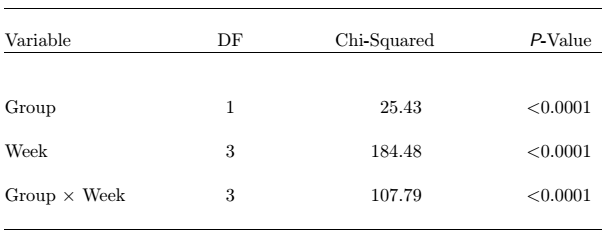 Variable DF Chi-Squared P-Value
Group 1 25.43 <0.0001
Week 3 184.48 <0.0001
Group × Week 3 107.79 <0.0001